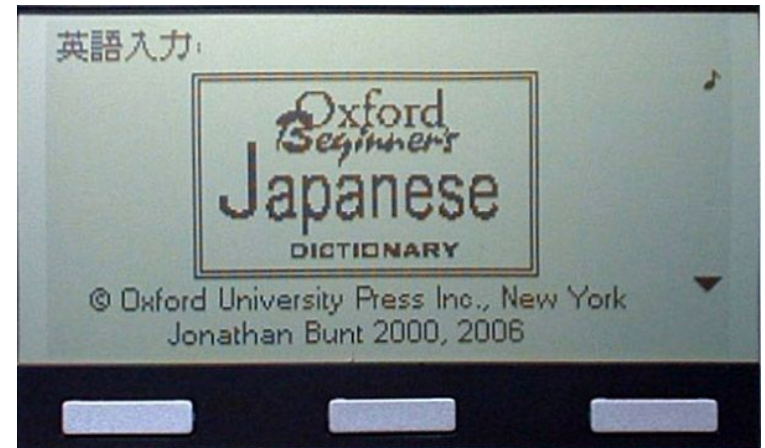 英語入力:
Oxford
Beginner's
Japanese
DICTIONARY
© Oxford University Press Inc., New York
Jonathan Bunt 2000, 2006